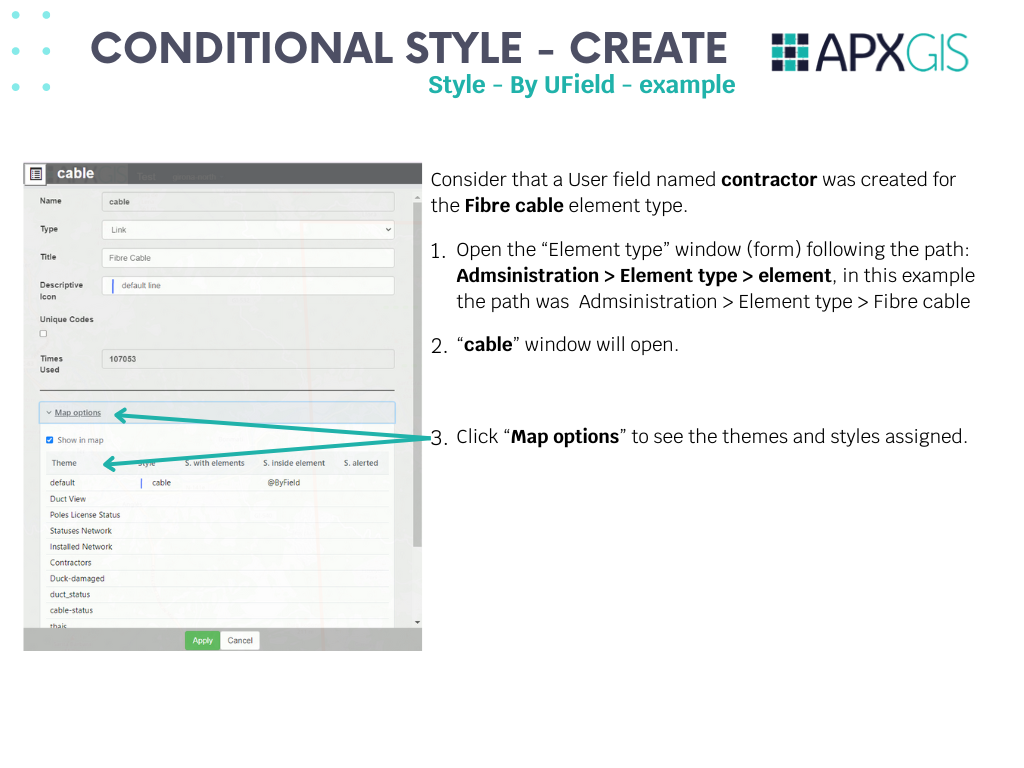 CONDITIONAL STYLE - CREATE
APXGIS
Style - By UField - example
cable
Name
cable
Type
Link
Title
Fibre Cable
Descriptive
Icon
default line
Unique Codes
Times
Used
107053
Map options
Show in map
Theme Style S. with elements S. inside element S. alerted
default cable @ByField
Duct View
Poles License Status
Statuses Network
Installed Network
Contractors
Duck-damaged
duct_status
cable-status
thais
Apply Cancel
Consider that a User field named contractor was created for
the Fibre cable element type.
1. Open the “Element type” window (form) following the path:
Admsinistration > Element type > element, in this example
the path was Admsinistration > Element type > Fibre cable
2. “cable” window will open.
3. Click “Map options” to see the themes and styles assigned.